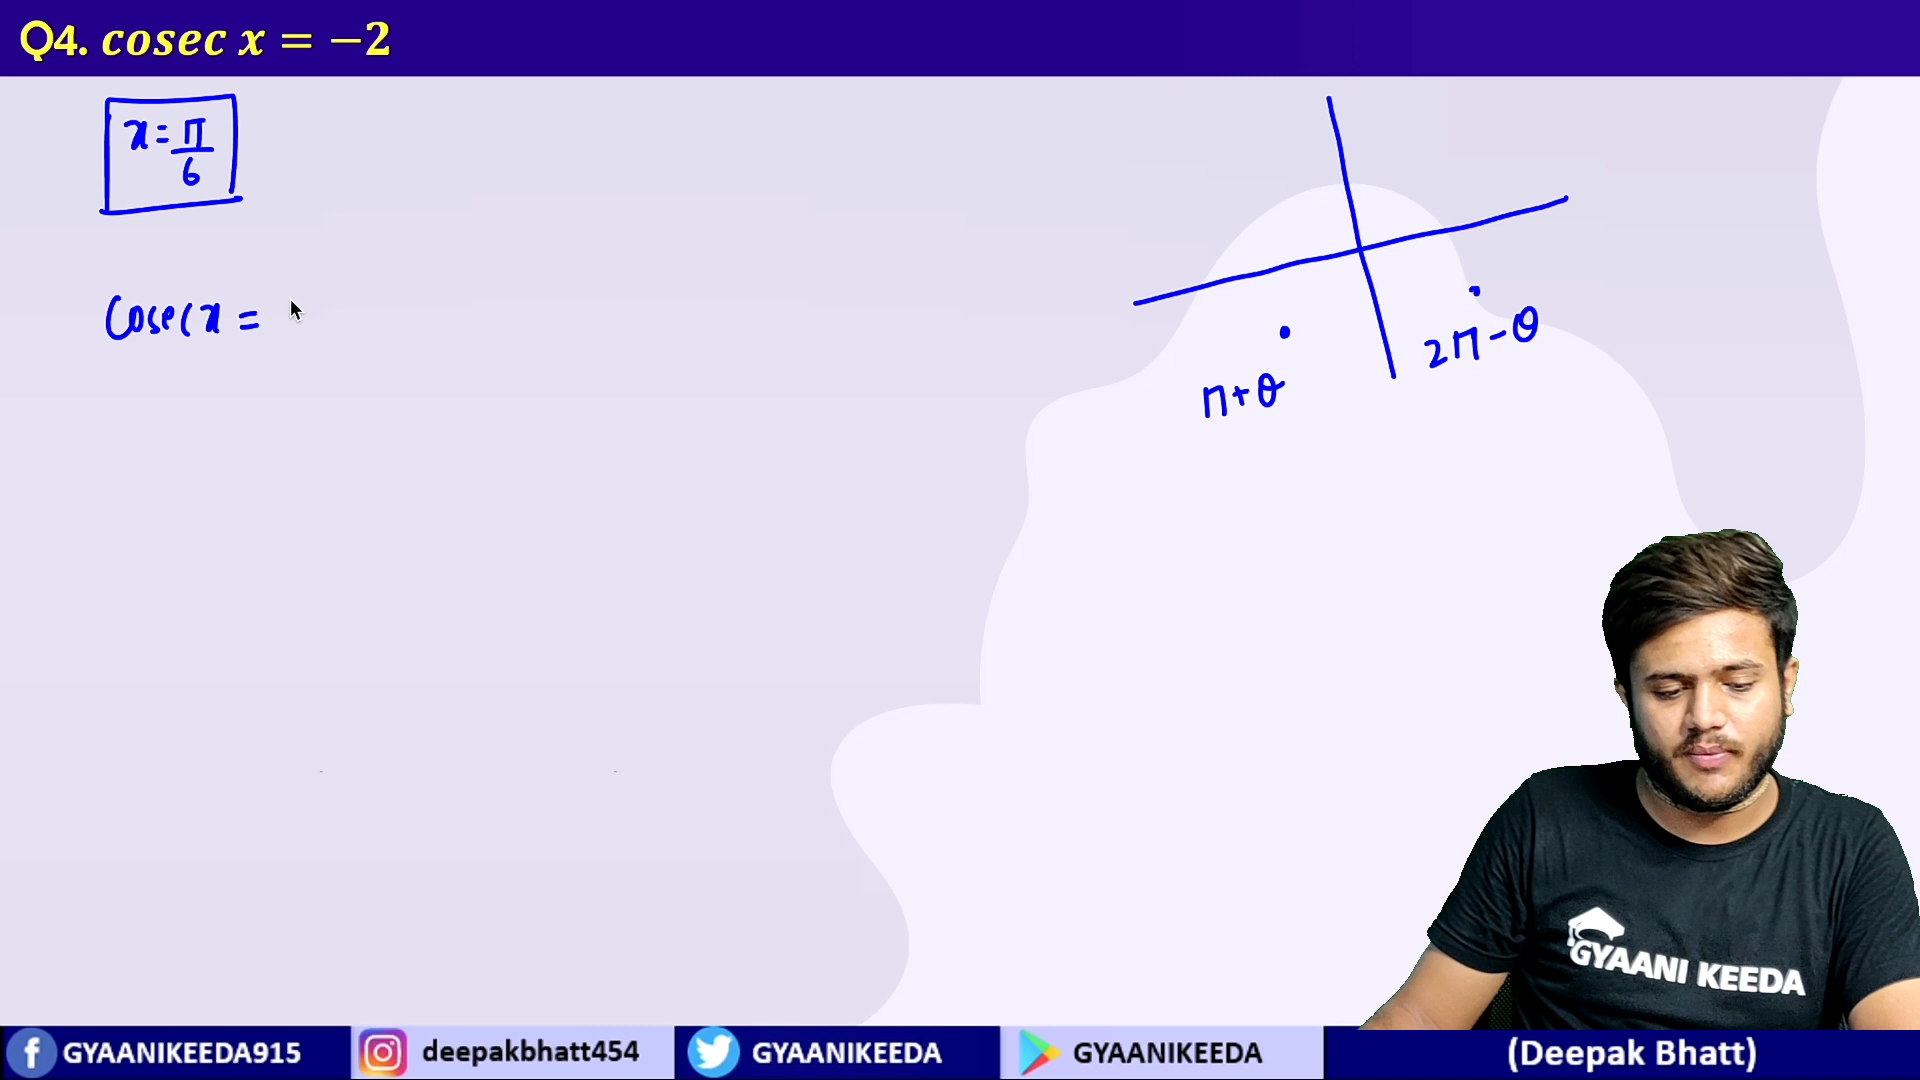 Q4. cosec x = −2
x = π/6
Cosec x =
π+θ
2π-θ
GYAANI KEEDA
GYAANIKEEDA915
deepakbhatt454
GYAANIKEEDA
GYAANIKEEDA
(Deepak Bhatt)